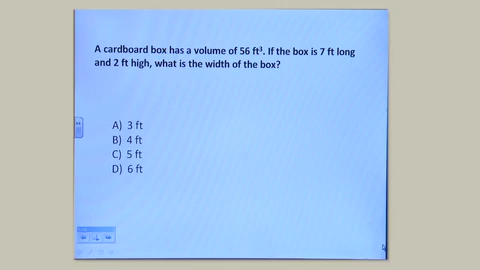 A cardboard box has a volume of 56 ft³. If the box is 7 ft long
and 2 ft high, what is the width of the box?
A) 3 ft
B) 4 ft
C) 5 ft
D) 6 ft